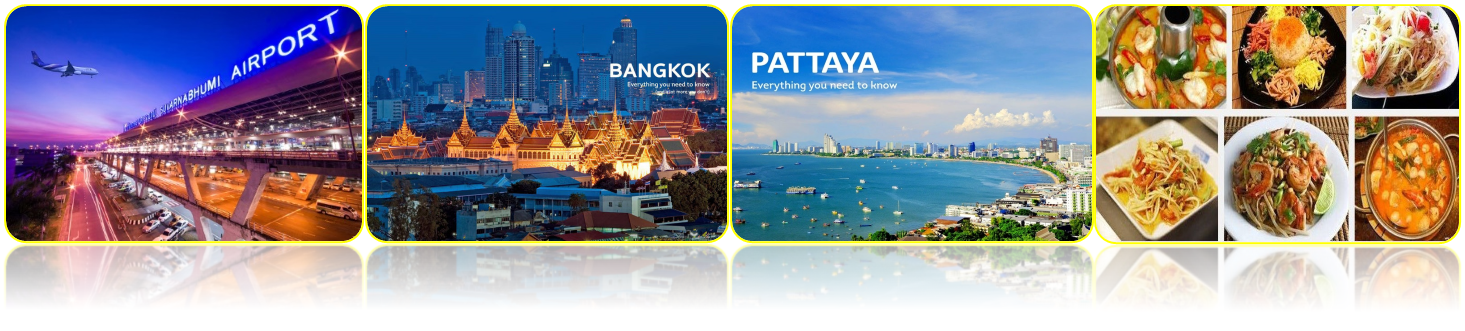 SUVARNABHUMI AIRPORT
BANGKOK
Everything you need to know
PATTAYA
Everything you need to know